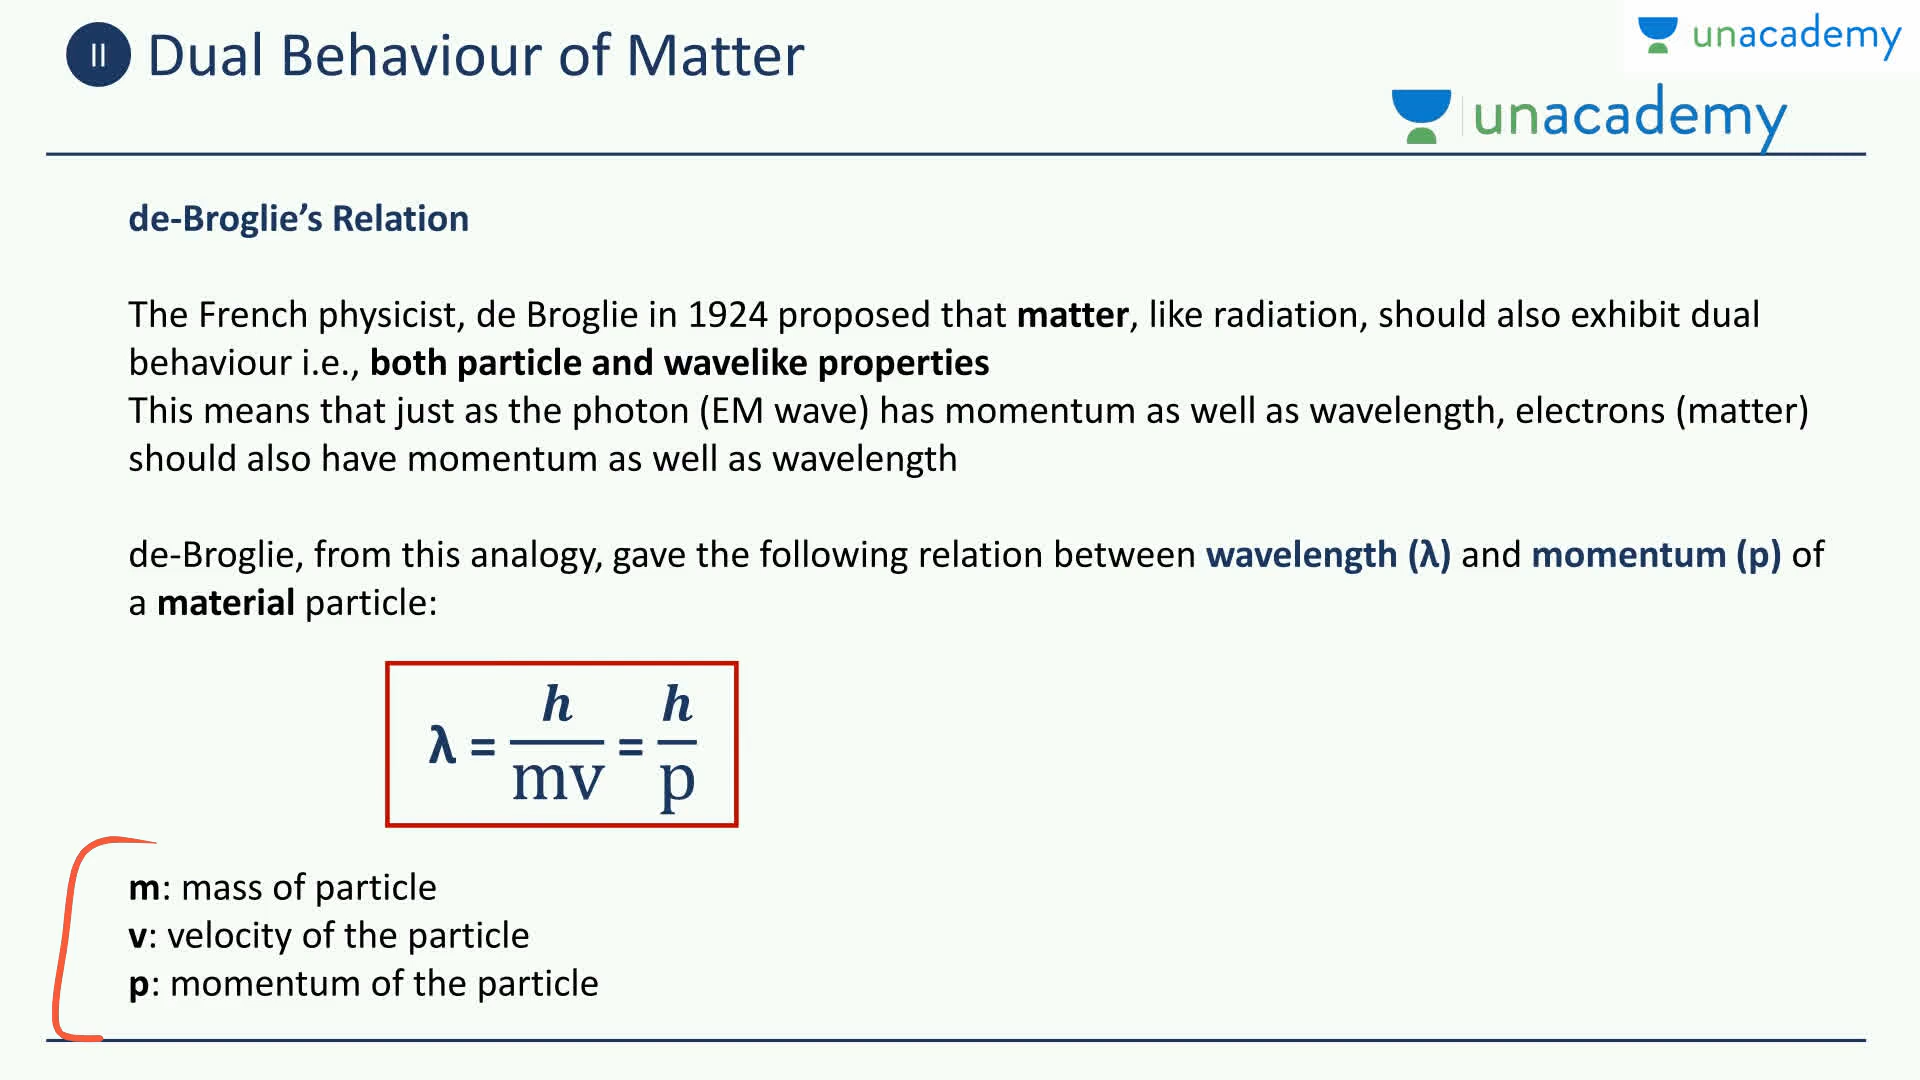 II Dual Behaviour of Matter
unacademy
unacademy
de-Broglie’s Relation
The French physicist, de Broglie in 1924 proposed that matter, like radiation, should also exhibit dual
behaviour i.e., both particle and wavelike properties
This means that just as the photon (EM wave) has momentum as well as wavelength, electrons (matter)
should also have momentum as well as wavelength
de-Broglie, from this analogy, gave the following relation between wavelength (λ) and momentum (p) of
a material particle:
λ = h/mv = h/p
m: mass of particle
v: velocity of the particle
p: momentum of the particle